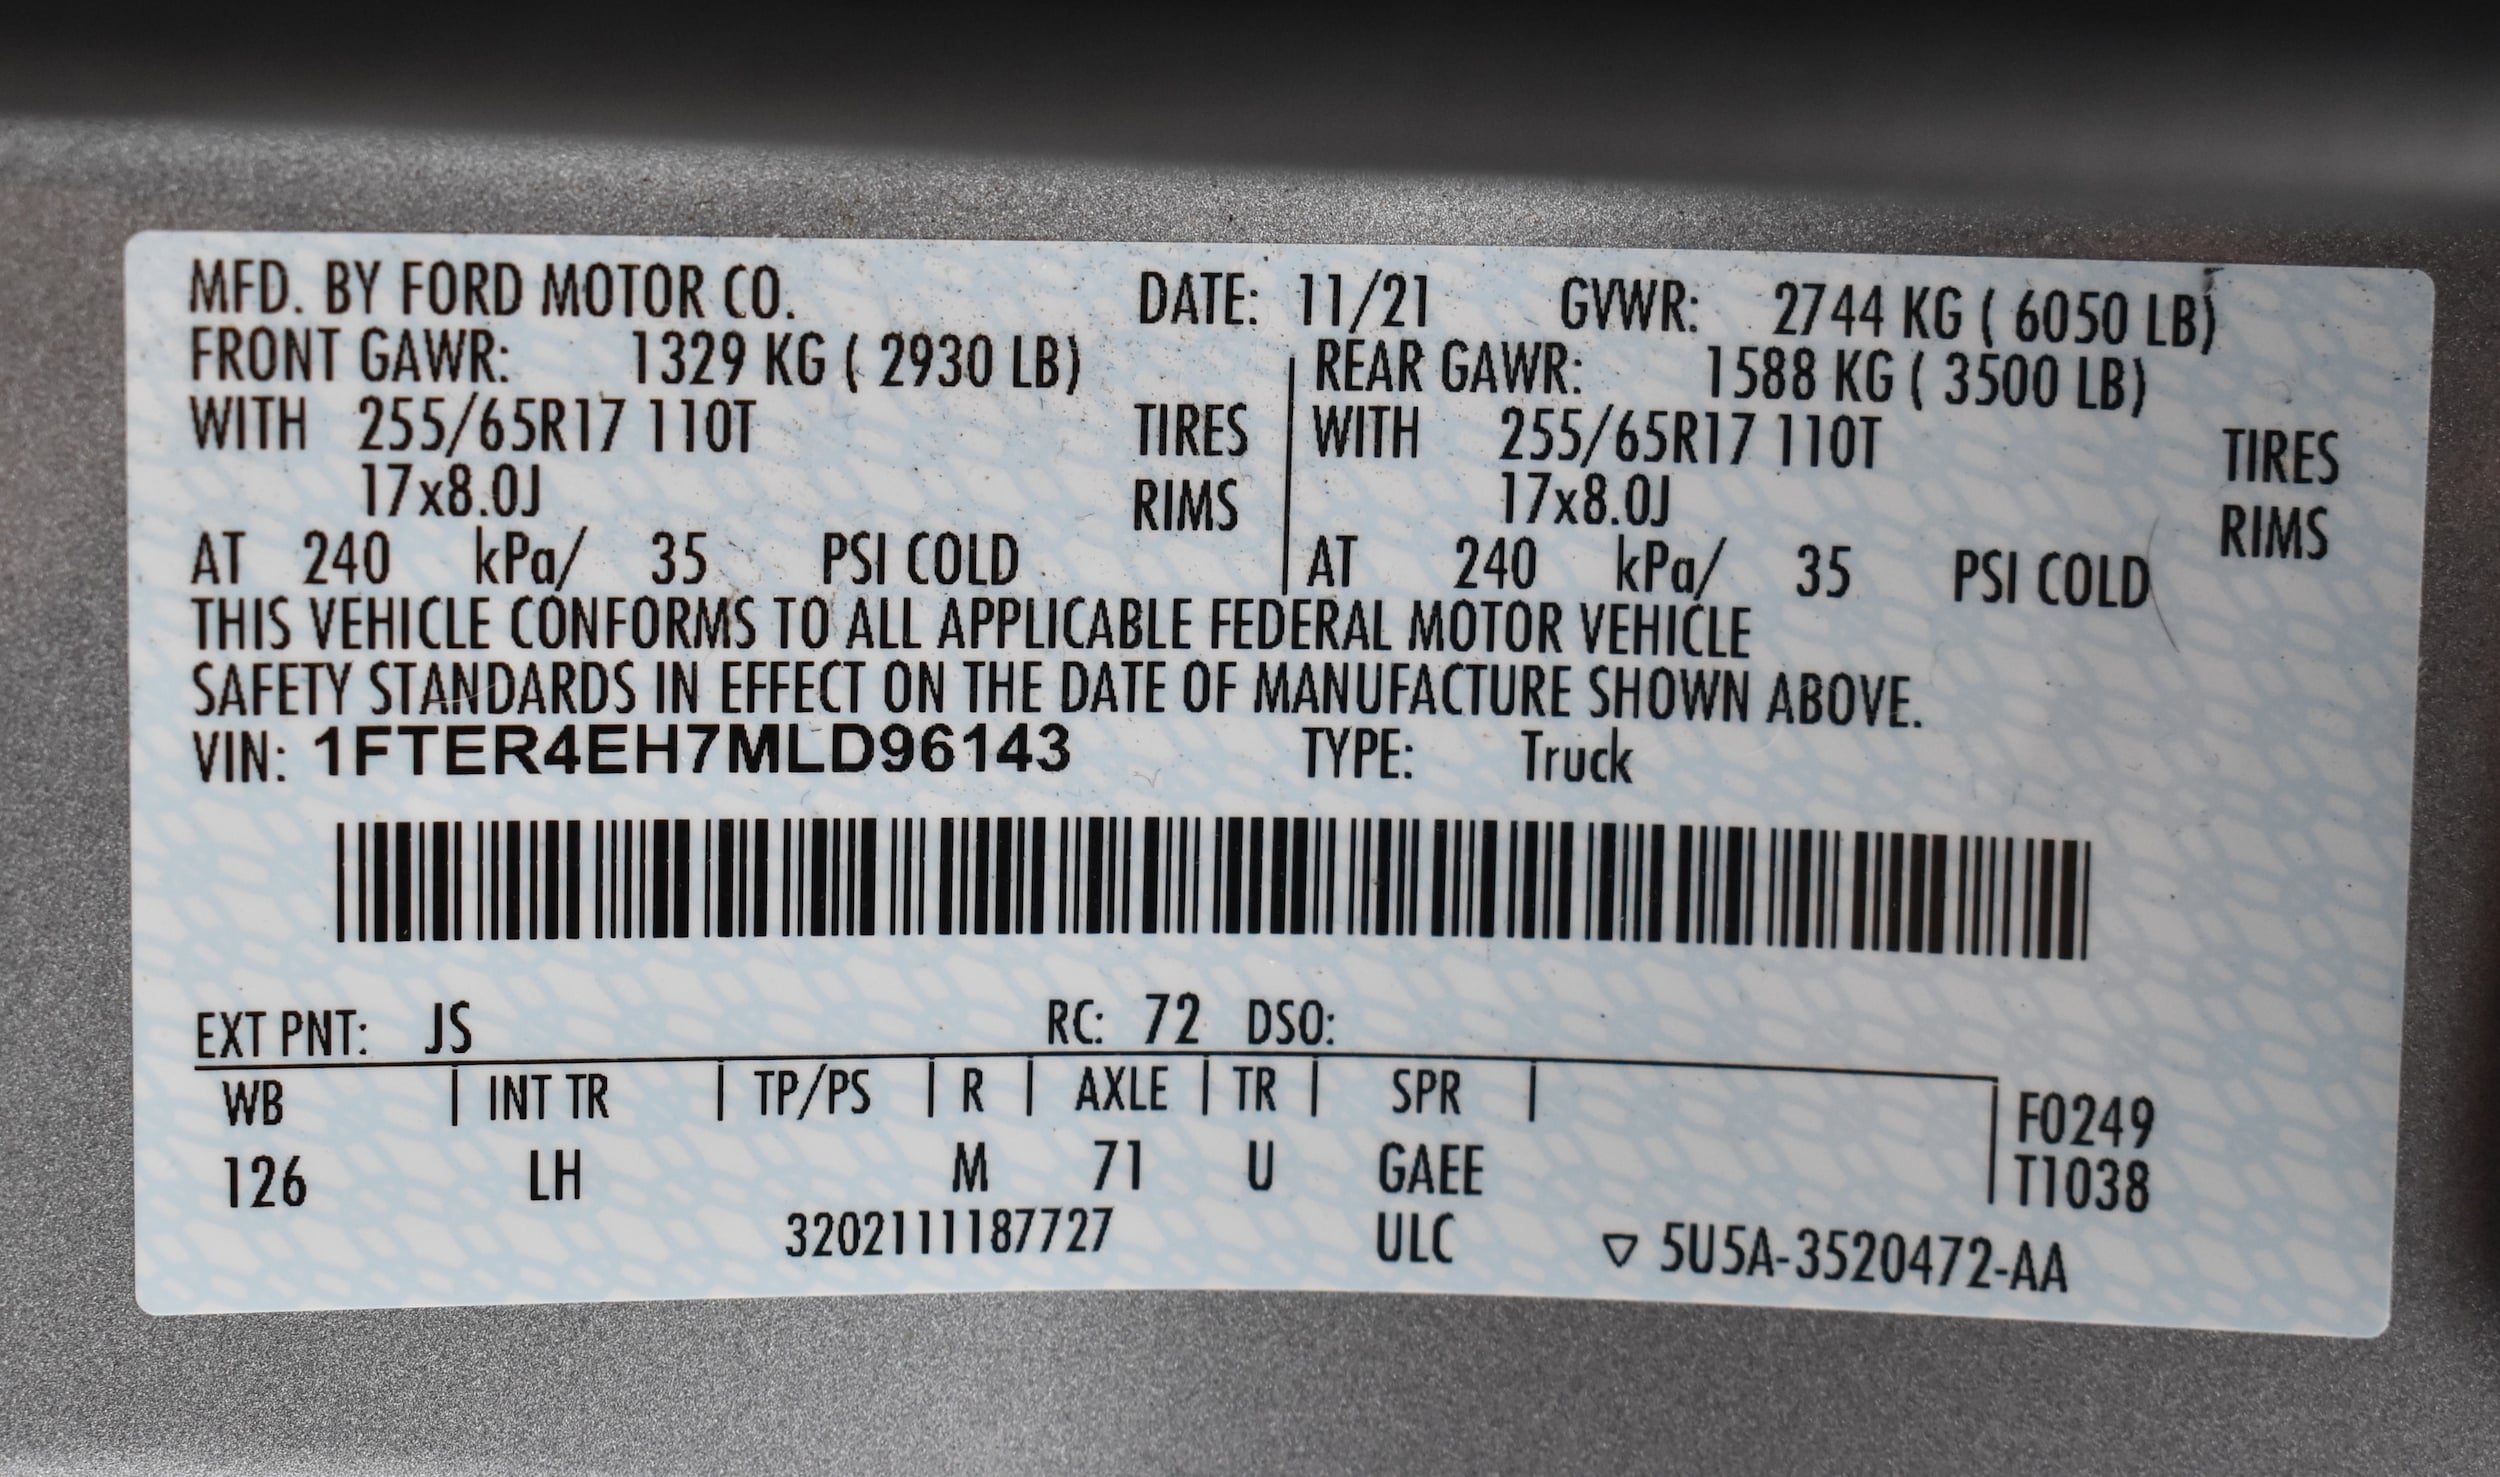 MFD. BY FORD MOTOR CO. DATE: 11/21 GVWR: 2744 KG ( 6050 LB)
FRONT GAWR: 1329 KG ( 2930 LB) REAR GAWR: 1588 KG ( 3500 LB)
WITH 255/65R17 110T TIRES WITH 255/65R17 110T TIRES
17x8.0J RIMS 17x8.0J RIMS
AT 240 kPa/ 35 PSI COLD AT 240 kPa/ 35 PSI COLD
THIS VEHICLE CONFORMS TO ALL APPLICABLE FEDERAL MOTOR VEHICLE
SAFETY STANDARDS IN EFFECT ON THE DATE OF MANUFACTURE SHOWN ABOVE.
VIN: 1FTER4EH7MLD96143 TYPE: Truck
EXT PNT: JS RC: 72 DSO:
WB | INT TR | TP/PS | R | AXLE | TR | SPR | F0249
126 LH M 71 U GAEE T1038
3202111187727 ULC ▽ 5U5A-3520472-AA